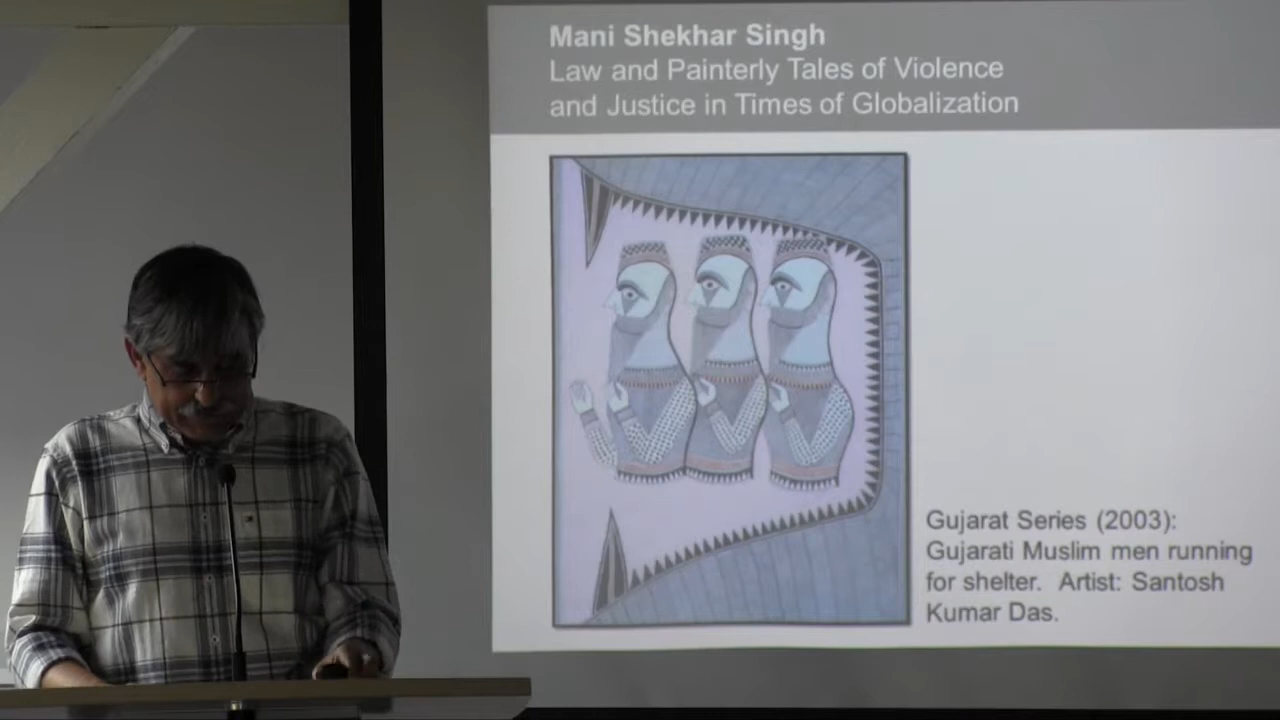 Mani Shekhar Singh
Law and Painterly Tales of Violence
and Justice in Times of Globalization
Gujarat Series (2003):
Gujarati Muslim men running
for shelter. Artist: Santosh
Kumar Das.